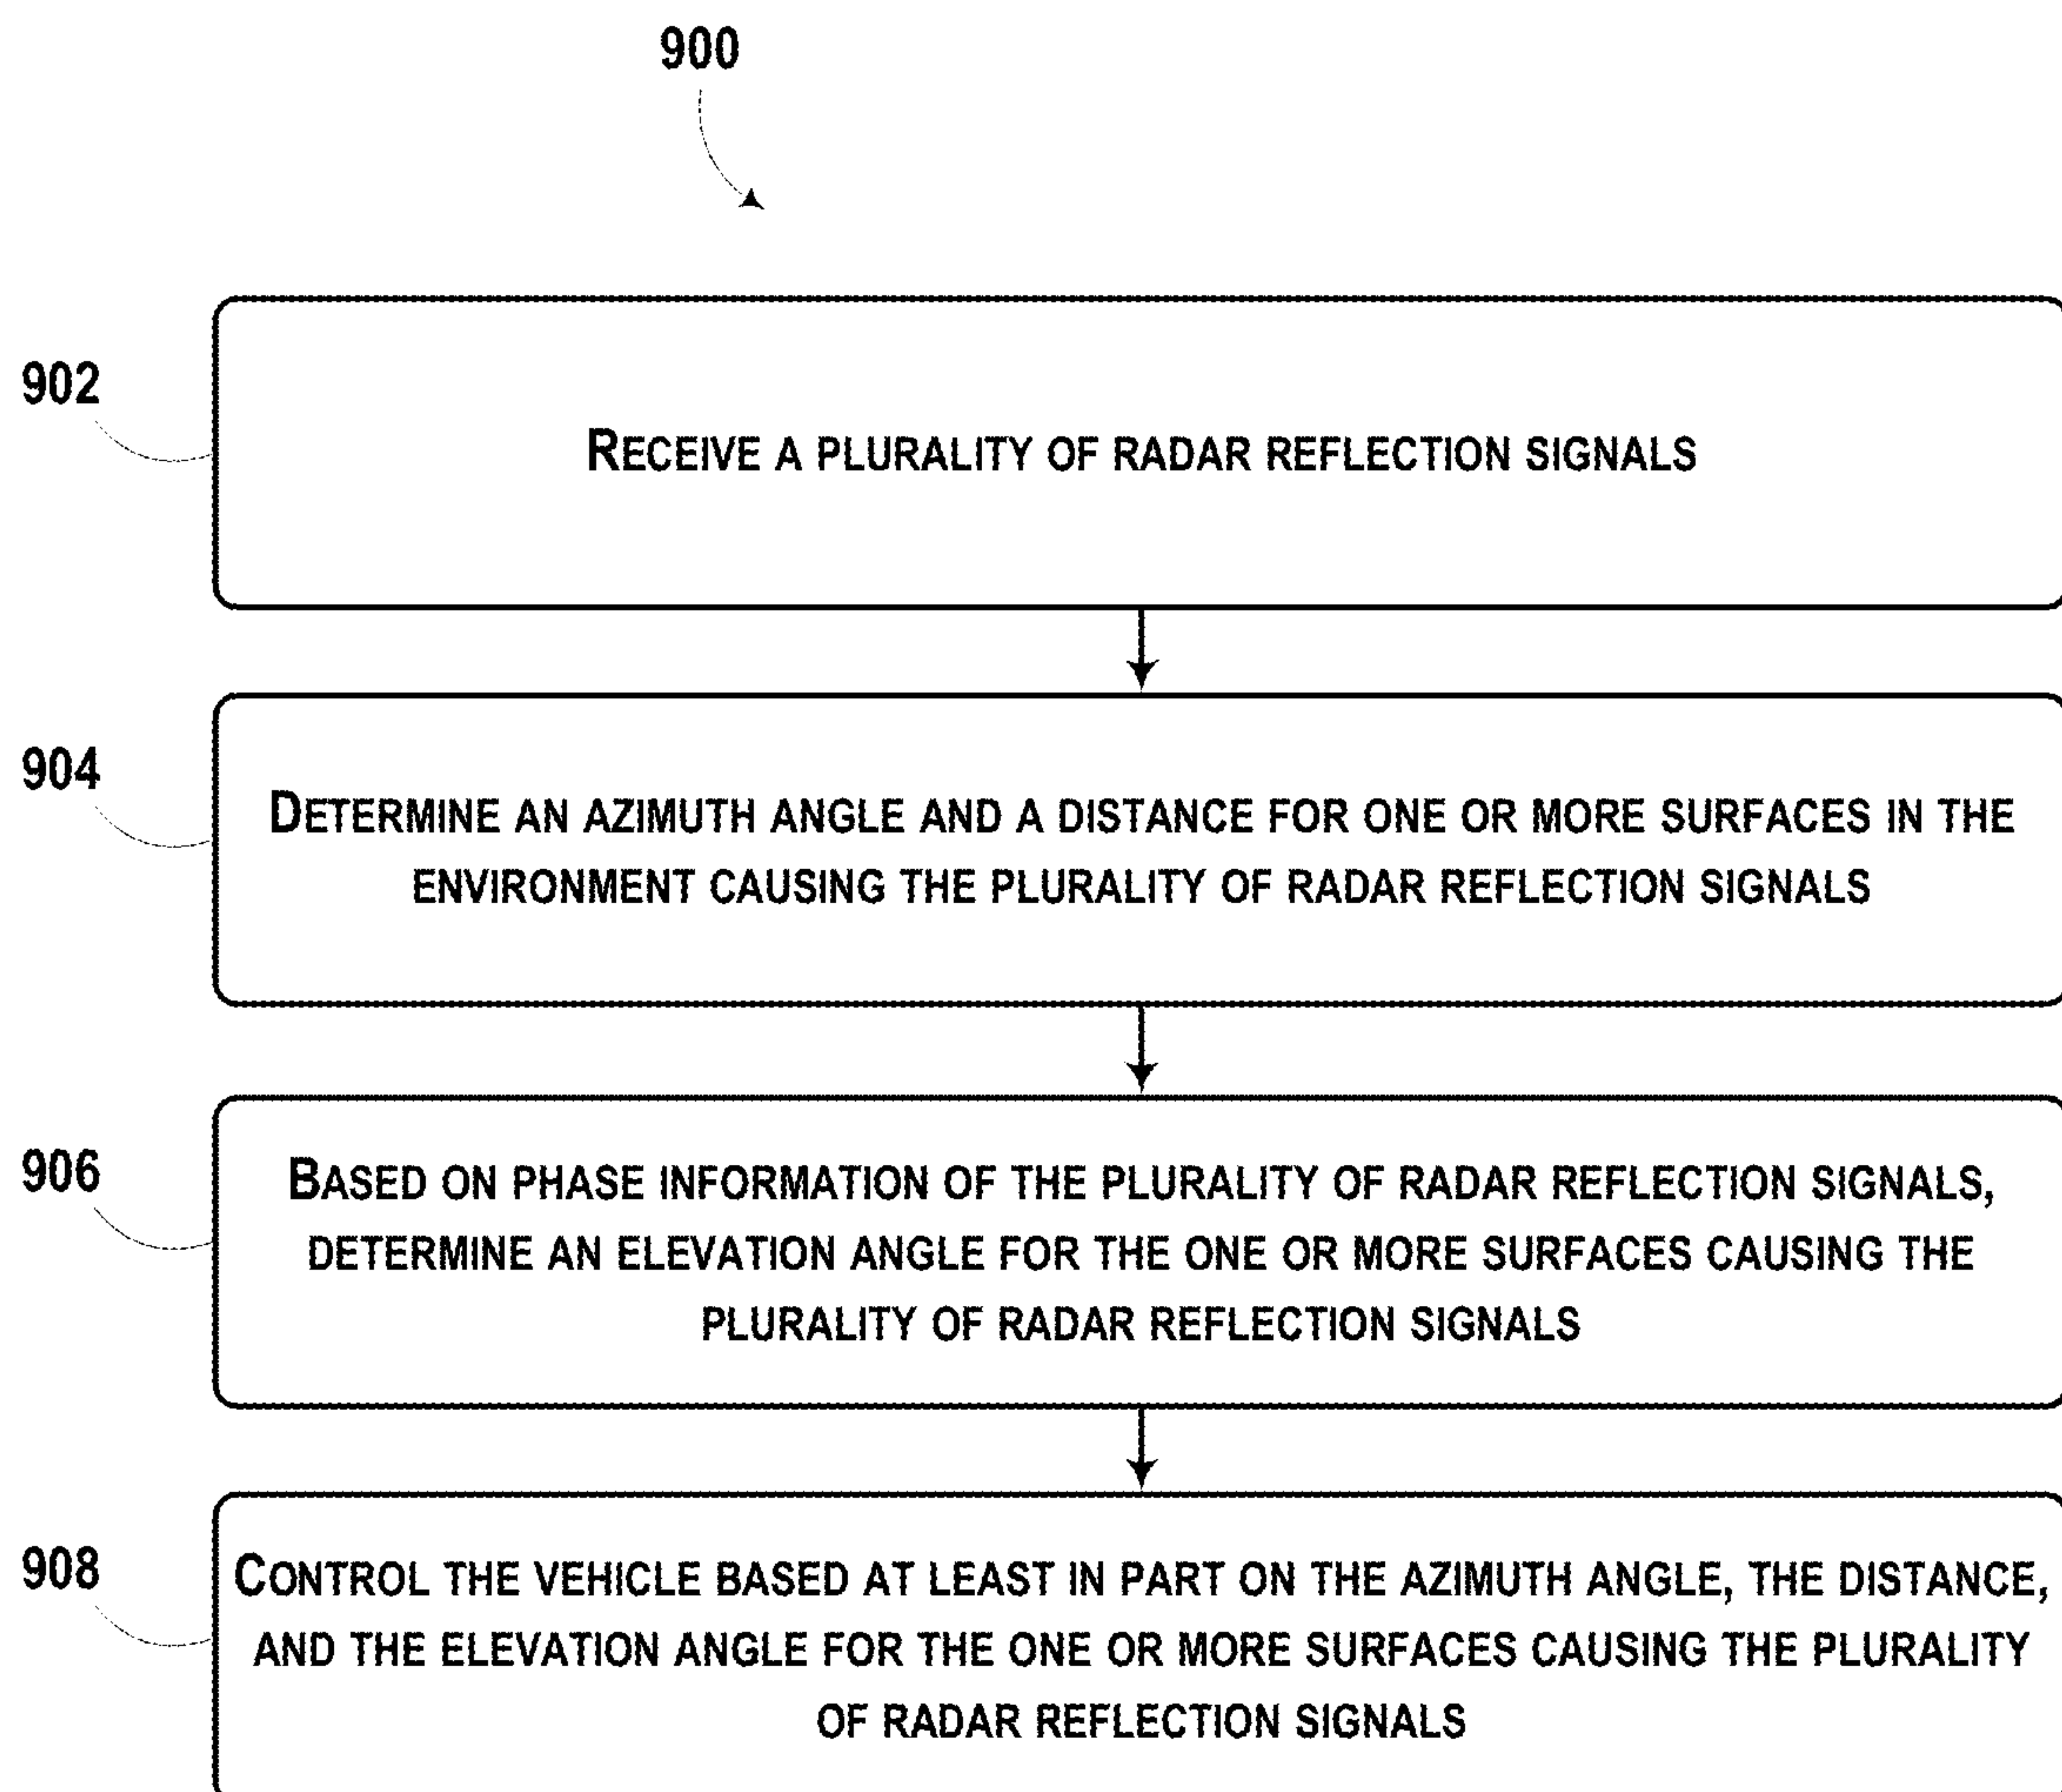 900
902
RECEIVE A PLURALITY OF RADAR REFLECTION SIGNALS
904
DETERMINE AN AZIMUTH ANGLE AND A DISTANCE FOR ONE OR MORE SURFACES IN THE
ENVIRONMENT CAUSING THE PLURALITY OF RADAR REFLECTION SIGNALS
906
BASED ON PHASE INFORMATION OF THE PLURALITY OF RADAR REFLECTION SIGNALS,
DETERMINE AN ELEVATION ANGLE FOR THE ONE OR MORE SURFACES CAUSING THE
PLURALITY OF RADAR REFLECTION SIGNALS
908
CONTROL THE VEHICLE BASED AT LEAST IN PART ON THE AZIMUTH ANGLE, THE DISTANCE,
AND THE ELEVATION ANGLE FOR THE ONE OR MORE SURFACES CAUSING THE PLURALITY
OF RADAR REFLECTION SIGNALS